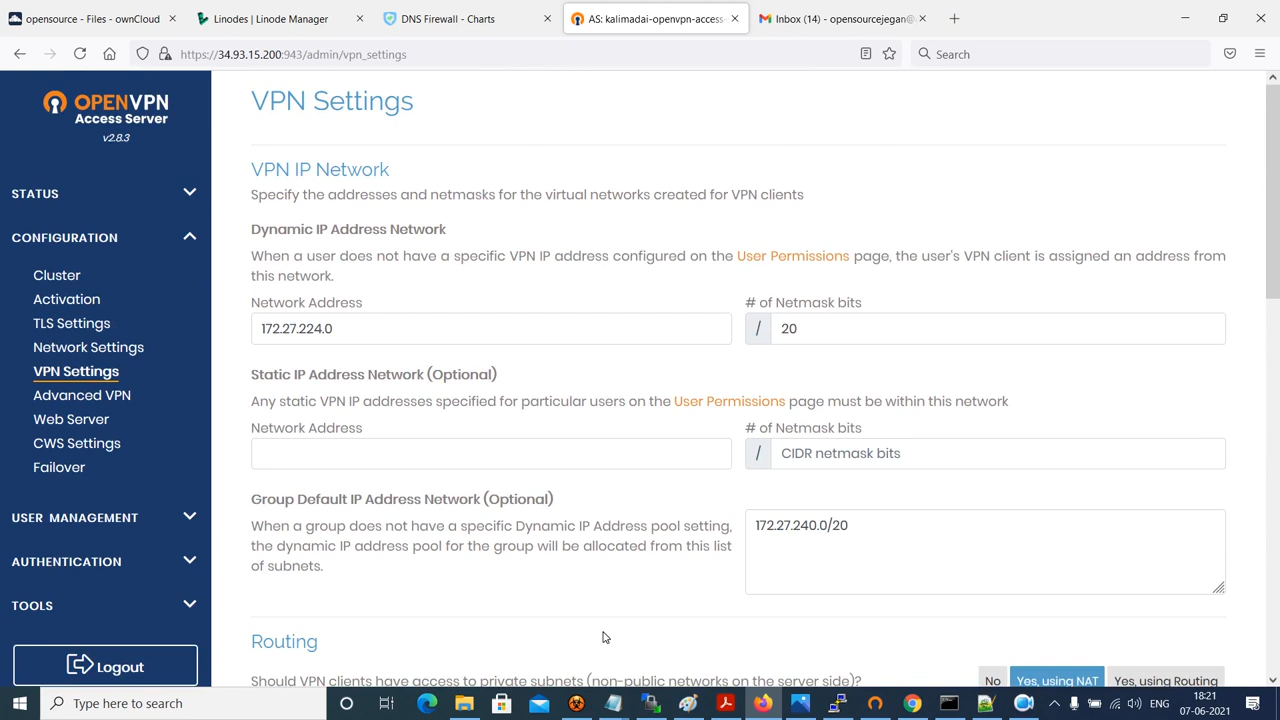 opensource - Files - ownCloud
Linodes | Linode Manager
DNS Firewall - Charts
AS: kalimadai-openvpn-access-
Inbox (14) - opensourcejegan@
https://34.93.15.200:943/admin/vpn_settings
Search
OPENVPN
Access Server
v2.8.3
STATUS
CONFIGURATION
Cluster
Activation
TLS Settings
Network Settings
VPN Settings
Advanced VPN
Web Server
CWS Settings
Failover
USER MANAGEMENT
AUTHENTICATION
TOOLS
Logout
VPN Settings
VPN IP Network
Specify the addresses and netmasks for the virtual networks created for VPN clients
Dynamic IP Address Network
When a user does not have a specific VPN IP address configured on the User Permissions page, the user's VPN client is assigned an address from
this network.
Network Address
# of Netmask bits
172.27.224.0
/ 20
Static IP Address Network (Optional)
Any static VPN IP addresses specified for particular users on the User Permissions page must be within this network
Network Address
# of Netmask bits
/ CIDR netmask bits
Group Default IP Address Network (Optional)
When a group does not have a specific Dynamic IP Address pool setting,
the dynamic IP address pool for the group will be allocated from this list
of subnets.
172.27.240.0/20
Routing
Should VPN clients have access to private subnets (non-public networks on the server side)?
No
Yes, using NAT
Yes, using Routing
Type here to search
ENG
18:21
07-06-2021